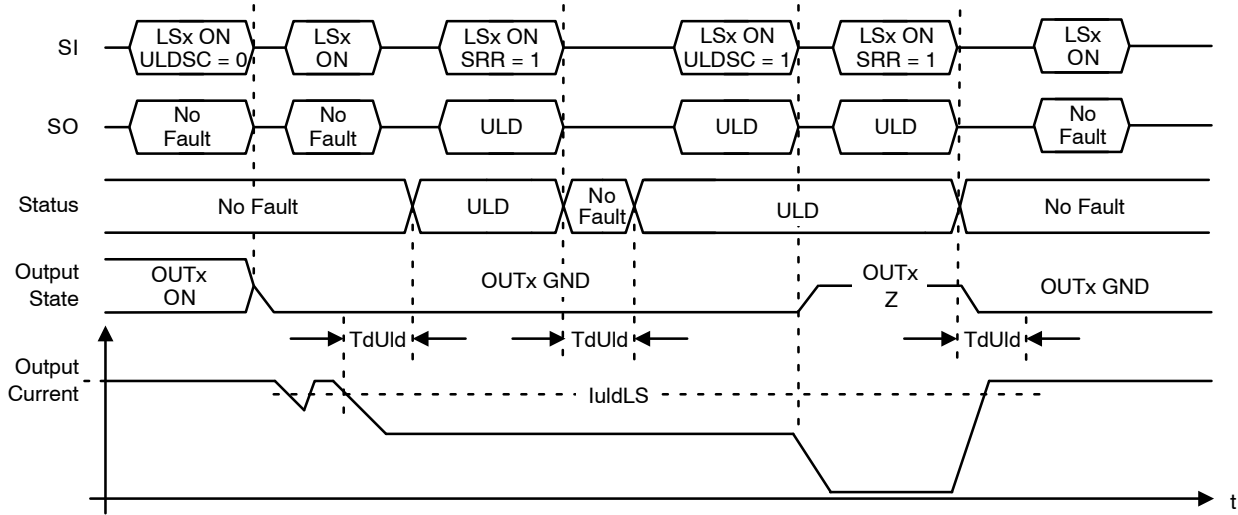 SI
LSx ON
ULDSC = 0
LSx
ON
LSx ON
SRR = 1
LSx ON
ULDSC = 1
LSx ON
SRR = 1
LSx
ON
SO
No
Fault
No
Fault
ULD
ULD
ULD
No
Fault
Status
No Fault
ULD
No
Fault
ULD
No Fault
Output
State
OUTx
ON
OUTx GND
OUTx
Z
OUTx GND
TdUld
TdUld
TdUld
Output
Current
IuldLS
t